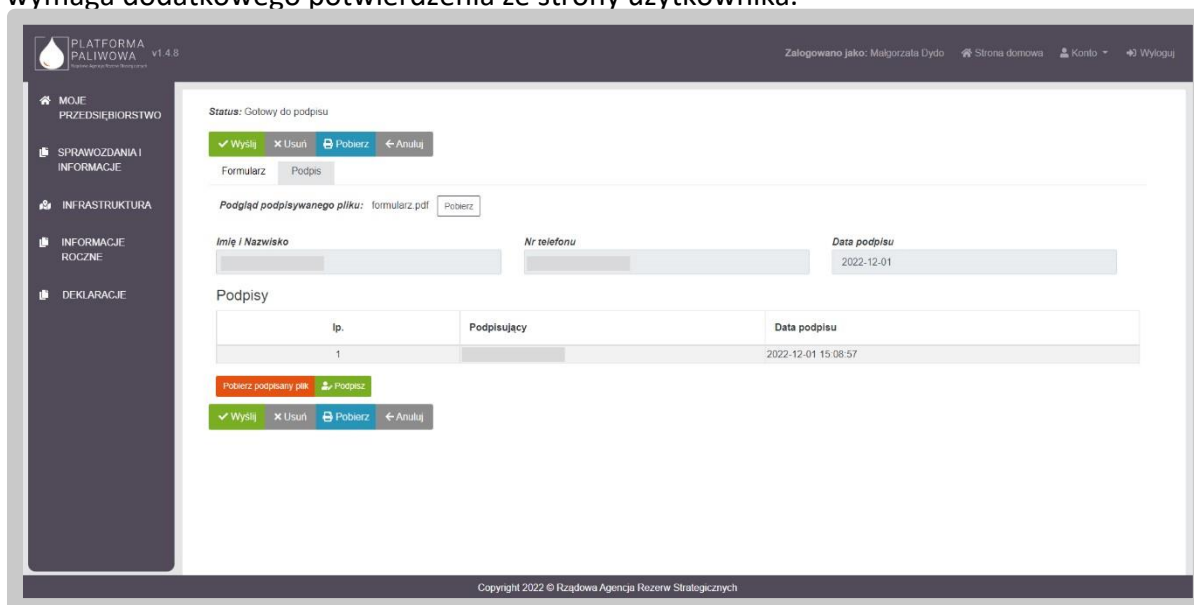 wymaga dodatkowego potwierdzenia ze strony użytkownika.
PLATFORMA
PALIWOWA v1.4.8
Zalogowano jako: Małgorzata Dydo Strona domowa Konto Wyloguj
MOJE
PRZEDSIĘBIORSTWO
SPRAWOZDANIA I
INFORMACJE
INFRASTRUKTURA
INFORMACJE
ROCZNE
DEKLARACJE
Status: Gotowy do podpisu
Wyślij Usuń Pobierz Anuluj
Formularz Podpis
Podgląd podpisywanego pliku: formularz.pdf Pobierz
Imię i Nazwisko Nr telefonu Data podpisu
2022-12-01
Podpisy
lp. Podpisujący Data podpisu
1 2022-12-01 15:08:57
Pobierz podpisany plik Podpisz
Wyślij Usuń Pobierz Anuluj
Copyright 2022 © Rządowa Agencja Rezerw Strategicznych